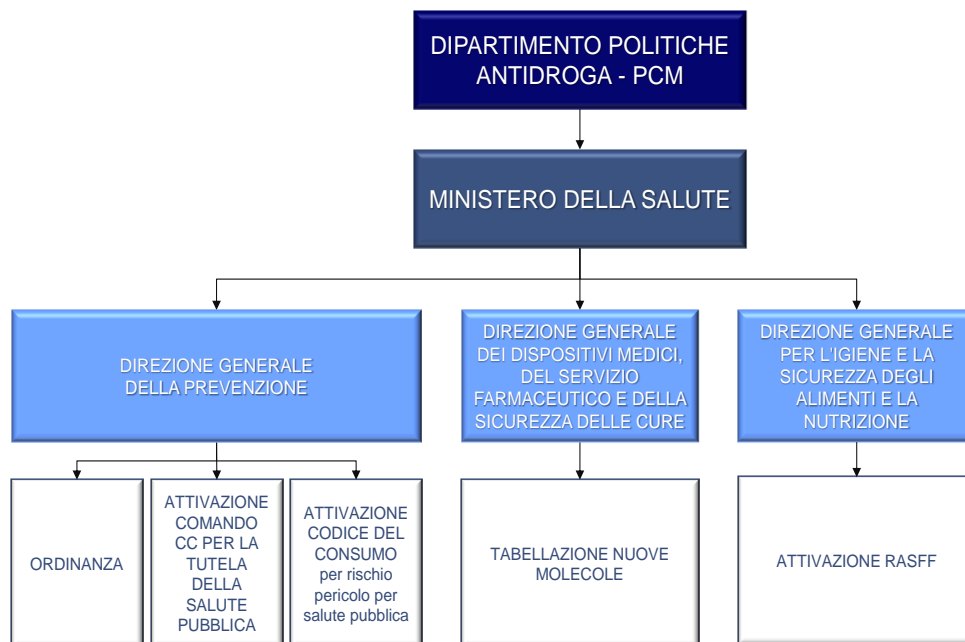 DIPARTIMENTO POLITICHE
ANTIDROGA - PCM
MINISTERO DELLA SALUTE
DIREZIONE GENERALE
DELLA PREVENZIONE
DIREZIONE GENERALE
DEI DISPOSITIVI MEDICI,
DEL SERVIZIO
FARMACEUTICO E DELLA
SICUREZZA DELLE CURE
DIREZIONE GENERALE
PER L'IGIENE E LA
SICUREZZA DEGLI
ALIMENTI E LA
NUTRIZIONE
ORDINANZA
ATTIVAZIONE
COMANDO
CC PER LA
TUTELA
DELLA
SALUTE
PUBBLICA
ATTIVAZIONE
CODICE DEL
CONSUMO
per rischio
pericolo per
salute pubblica
TABELLAZIONE NUOVE
MOLECOLE
ATTIVAZIONE RASFF